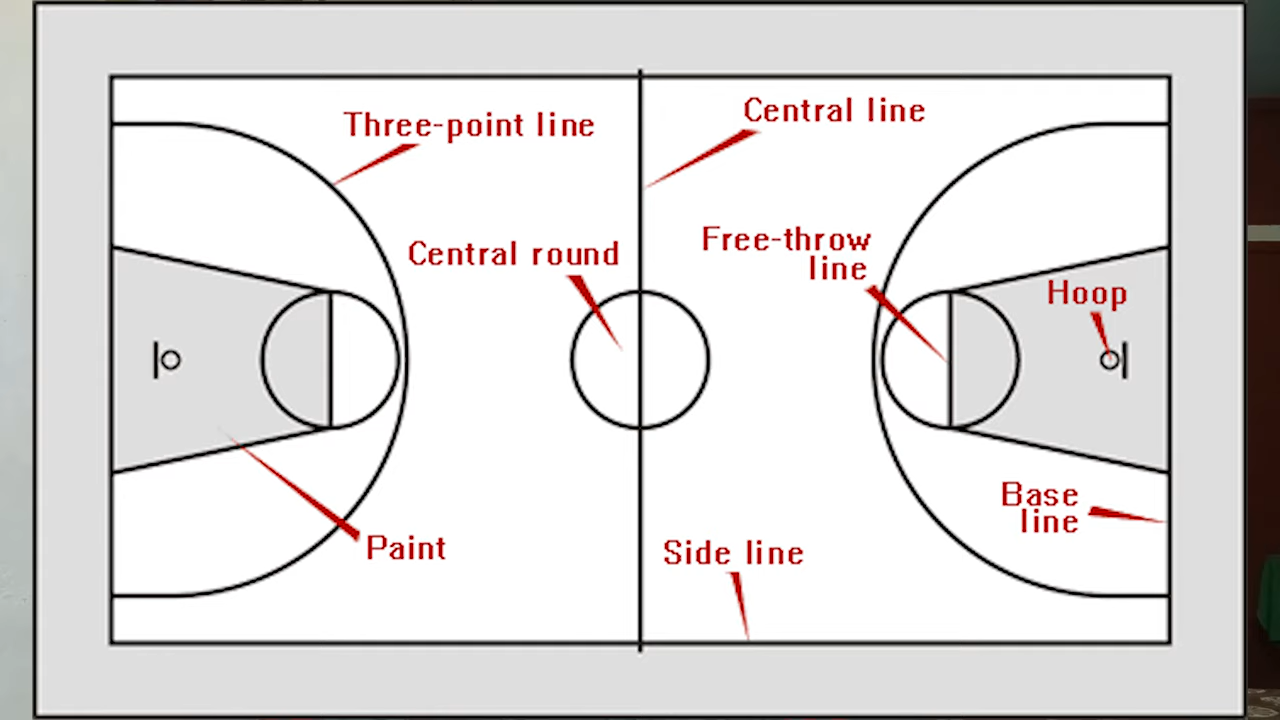 Central line
Three-point line
Free-throw
line
Central round
Hoop
Base
line
Paint
Side line